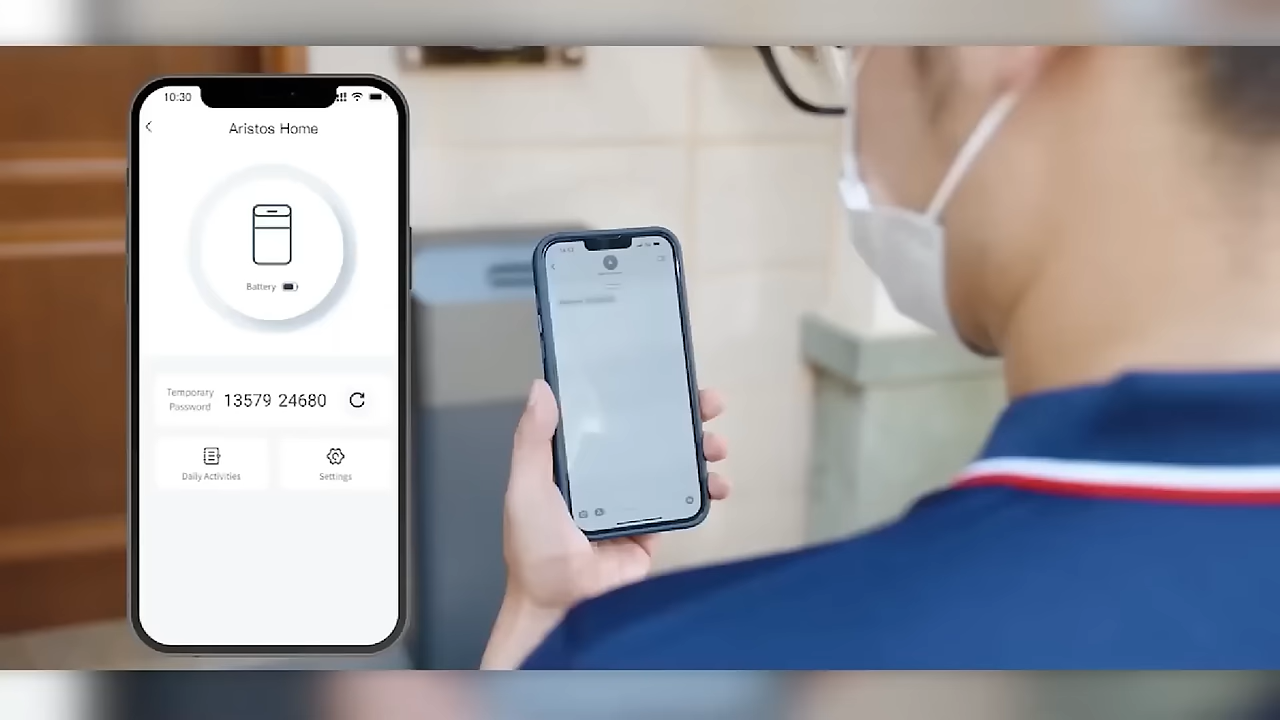 10:30
Aristos Home
Battery
Temporary
Password
13579 24680
Daily Activities
Settings